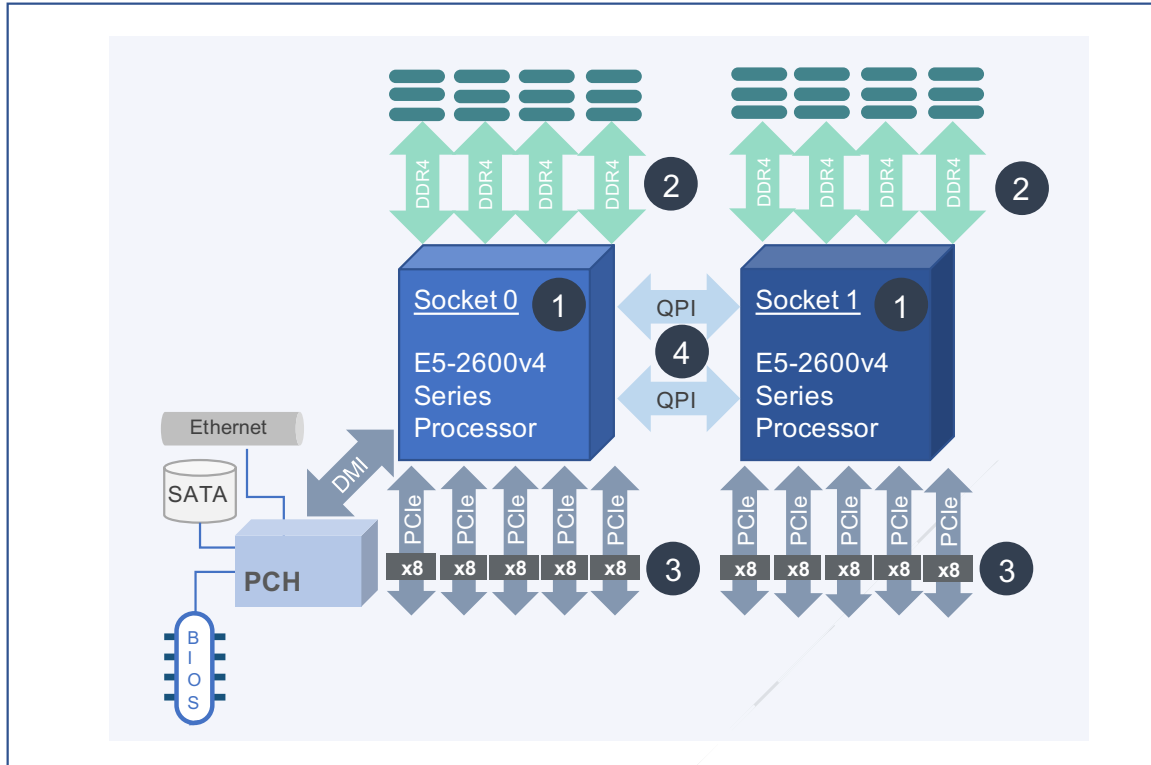 DDR4 DDR4 DDR4 DDR4
DDR4 DDR4 DDR4 DDR4
2
2
Socket 0
1
E5-2600v4
Series
Processor
QPI
4
QPI
Socket 1
1
E5-2600v4
Series
Processor
Ethernet
SATA
DMI
PCH
BIOS
PCIe PCIe PCIe PCIe PCIe
x8 x8 x8 x8 x8
3
PCIe PCIe PCIe PCIe PCIe
x8 x8 x8 x8 x8
3